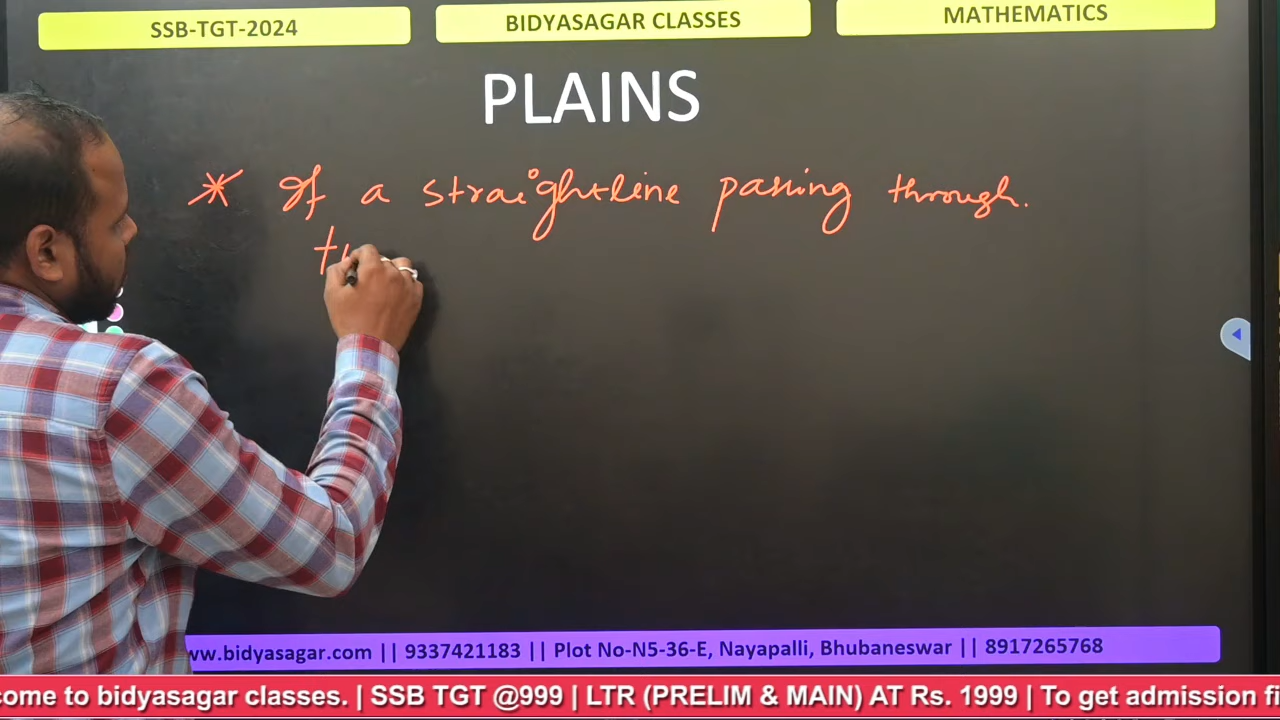 SSB-TGT-2024
BIDYASAGAR CLASSES
MATHEMATICS
PLAINS
* If a straightline passing through.
ww.bidyasagar.com || 9337421183 || Plot No-N5-36-E, Nayapalli, Bhubaneswar || 8917265768
come to bidyasagar classes. | SSB TGT @999 | LTR (PRELIM & MAIN) AT Rs. 1999 | To get admission fi